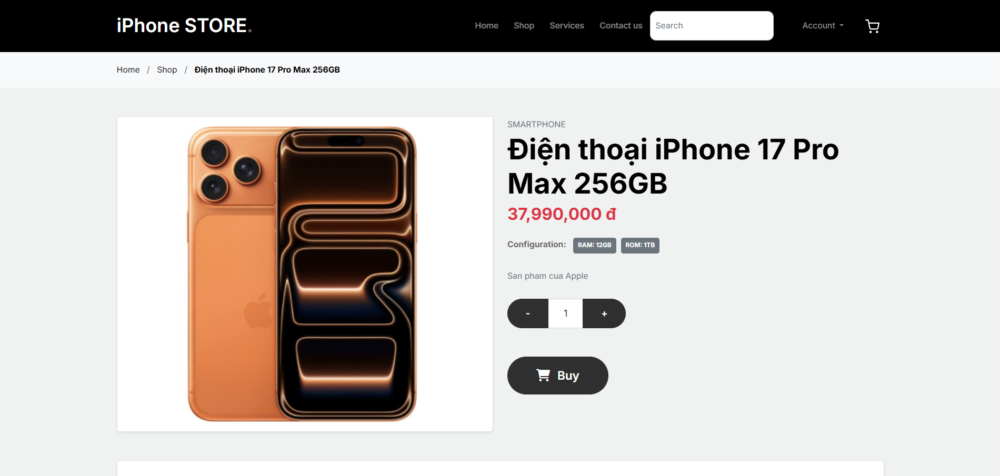 iPhone STORE.
Home Shop Services Contact us Search Account
Home / Shop / Điện thoại iPhone 17 Pro Max 256GB
SMARTPHONE
Điện thoại iPhone 17 Pro
Max 256GB
37,990,000 đ
Configuration: RAM: 12GB ROM: 1TB
San pham cua Apple
- 1 +
Buy